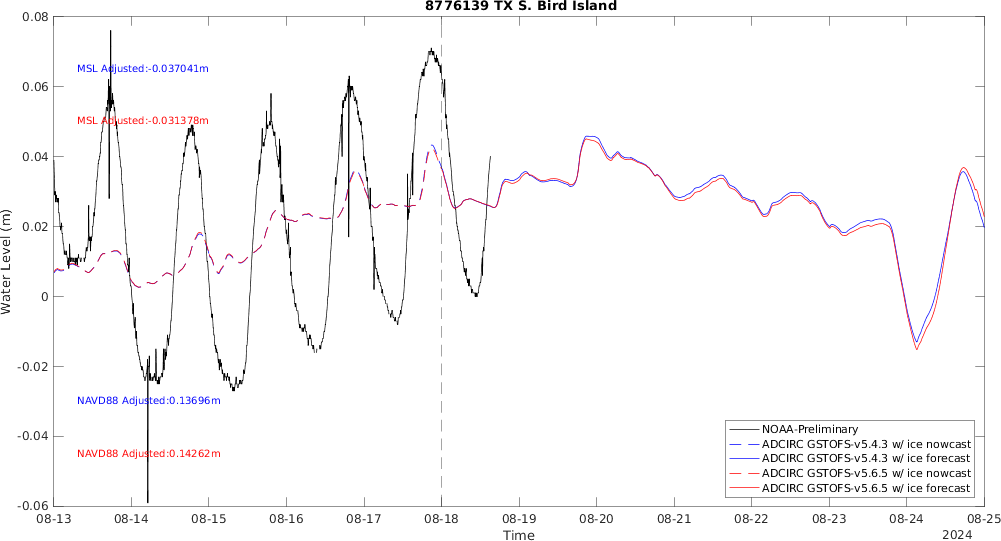 8776139 TX S. Bird Island
0.08
0.06
0.04
0.02
0
-0.02
-0.04
-0.06
Water Level (m)
MSL Adjusted:-0.037041m
MSL Adjusted:-0.031378m
NAVD88 Adjusted:0.13696m
NAVD88 Adjusted:0.14262m
NOAA-Preliminary
ADCIRC GSTOFS-v5.4.3 w/ ice nowcast
ADCIRC GSTOFS-v5.4.3 w/ ice forecast
ADCIRC GSTOFS-v5.6.5 w/ ice nowcast
ADCIRC GSTOFS-v5.6.5 w/ ice forecast
08-13 08-14 08-15 08-16 08-17 08-18 08-19 08-20 08-21 08-22 08-23 08-24 08-25
Time
2024